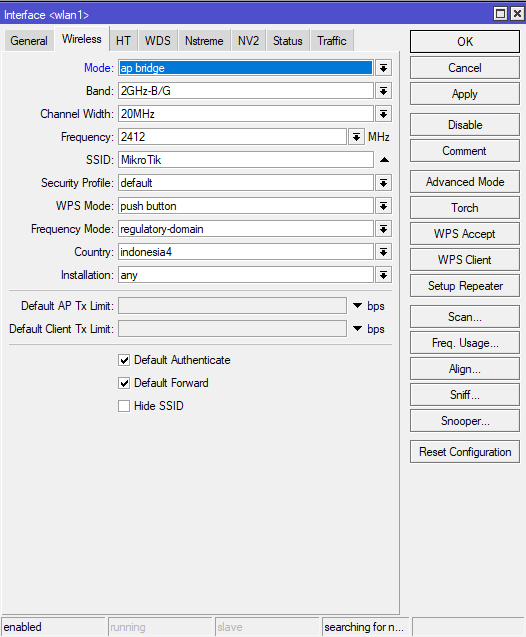 Interface <wlan1>
General Wireless HT WDS Nstreme NV2 Status Traffic
Mode: ap bridge
Band: 2GHz-B/G
Channel Width: 20MHz
Frequency: 2412 MHz
SSID: MikroTik
Security Profile: default
WPS Mode: push button
Frequency Mode: regulatory-domain
Country: indonesia4
Installation: any
Default AP Tx Limit: bps
Default Client Tx Limit: bps
Default Authenticate
Default Forward
Hide SSID
OK
Cancel
Apply
Disable
Comment
Advanced Mode
Torch
WPS Accept
WPS Client
Setup Repeater
Scan...
Freq. Usage...
Align...
Sniff...
Snooper...
Reset Configuration
enabled running slave searching for n...